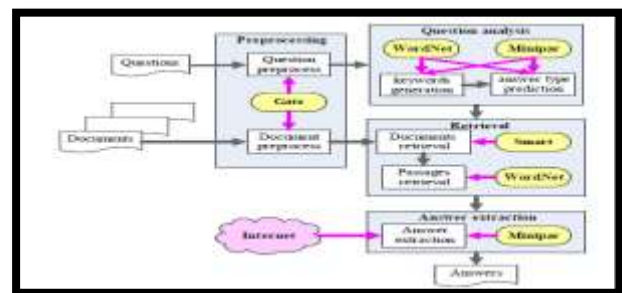 Question analysis
Preprocessing
WordNet
Minipar
Questions
Question
preprocess
keywords
generation
answer type
prediction
Gate
Retrieval
Documents
Document
preprocess
Documents
retrieval
Smart
Passages
retrieval
WordNet
Answer extraction
Internet
Answer
extraction
Minipar
Answers